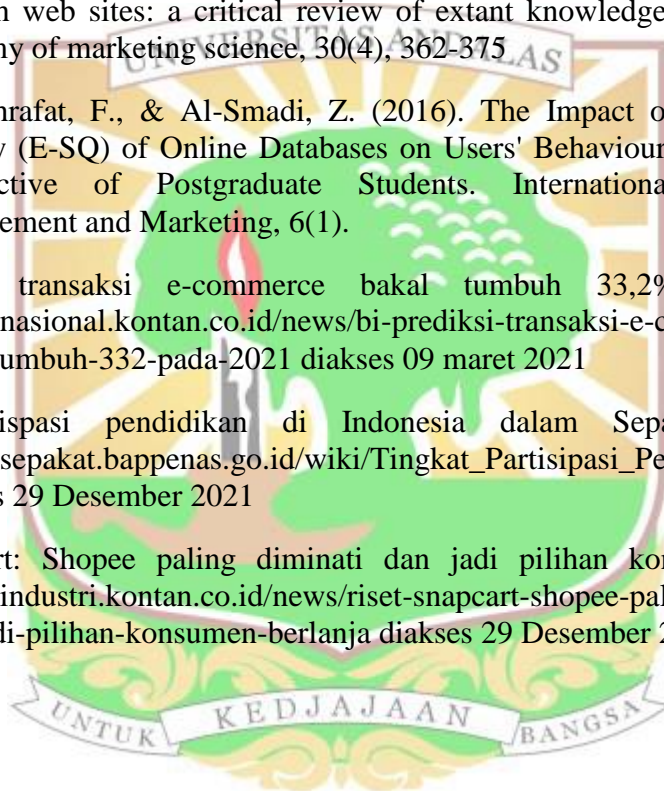 n web sites: a critical review of extant knowledge
ny of marketing science, 30(4), 362-375
UNIVERSITAS ANDALAS
nrafat, F., & Al-Smadi, Z. (2016). The Impact o
y (E-SQ) of Online Databases on Users' Behaviour
ctive of Postgraduate Students. Internationa
ement and Marketing, 6(1).
transaksi e-commerce bakal tumbuh 33,2%
nasional.kontan.co.id/news/bi-prediksi-transaksi-e-c
tumbuh-332-pada-2021 diakses 09 maret 2021
ispasi pendidikan di Indonesia dalam Sepa
sepakat.bappenas.go.id/wiki/Tingkat_Partisipasi_Pe
s 29 Desember 2021
rt: Shopee paling diminati dan jadi pilihan kon
industri.kontan.co.id/news/riset-snapcart-shopee-pal
di-pilihan-konsumen-berlanja diakses 29 Desember 2
UNTUK KEDJAJAAN BANGSA